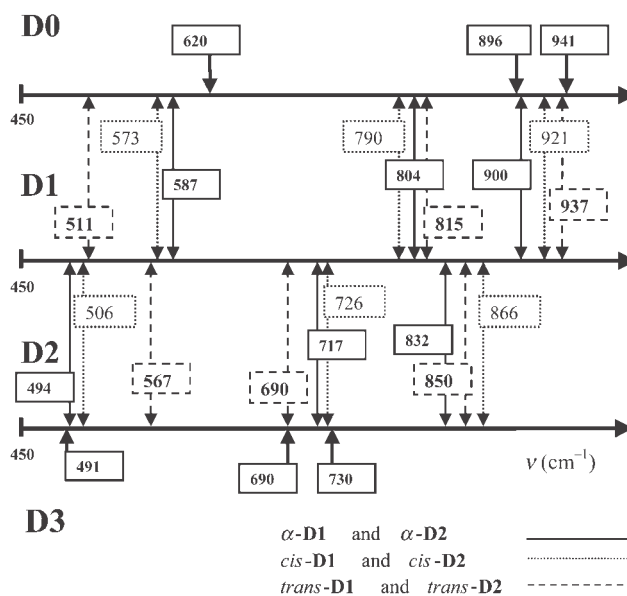 D0
620 896 941
450
573 790 921
587 804 900
D1
511 815 937
450
506 726 866
717 832
D2
494 567 690 850
450
491 690 730 ν (cm⁻¹)
D3
α-D1 and α-D2
cis-D1 and cis-D2
trans-D1 and trans-D2